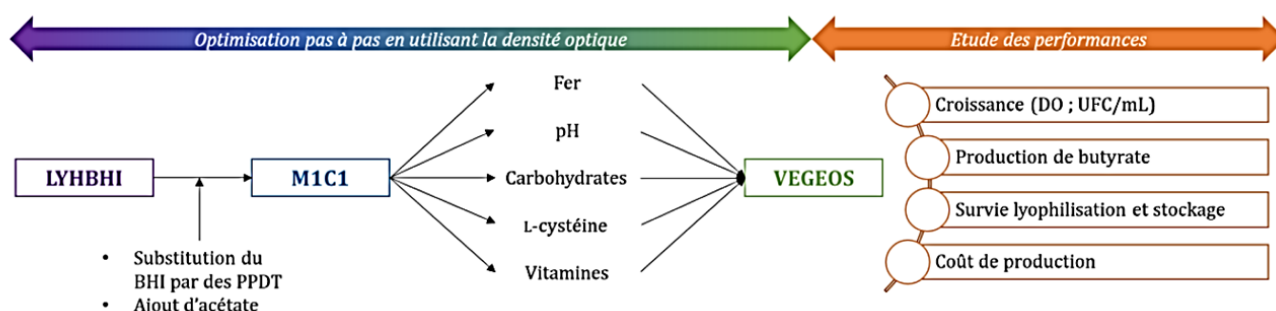 Optimisation pas à pas en utilisant la densité optique
Etude des performances
LYHBHI
• Substitution du
BHI par des PPDT
• Ajout d'acétate
M1C1
Fer
pH
Carbohydrates
L-cystéine
Vitamines
VEGEOS
Croissance (DO ; UFC/mL)
Production de butyrate
Survie lyophilisation et stockage
Coût de production